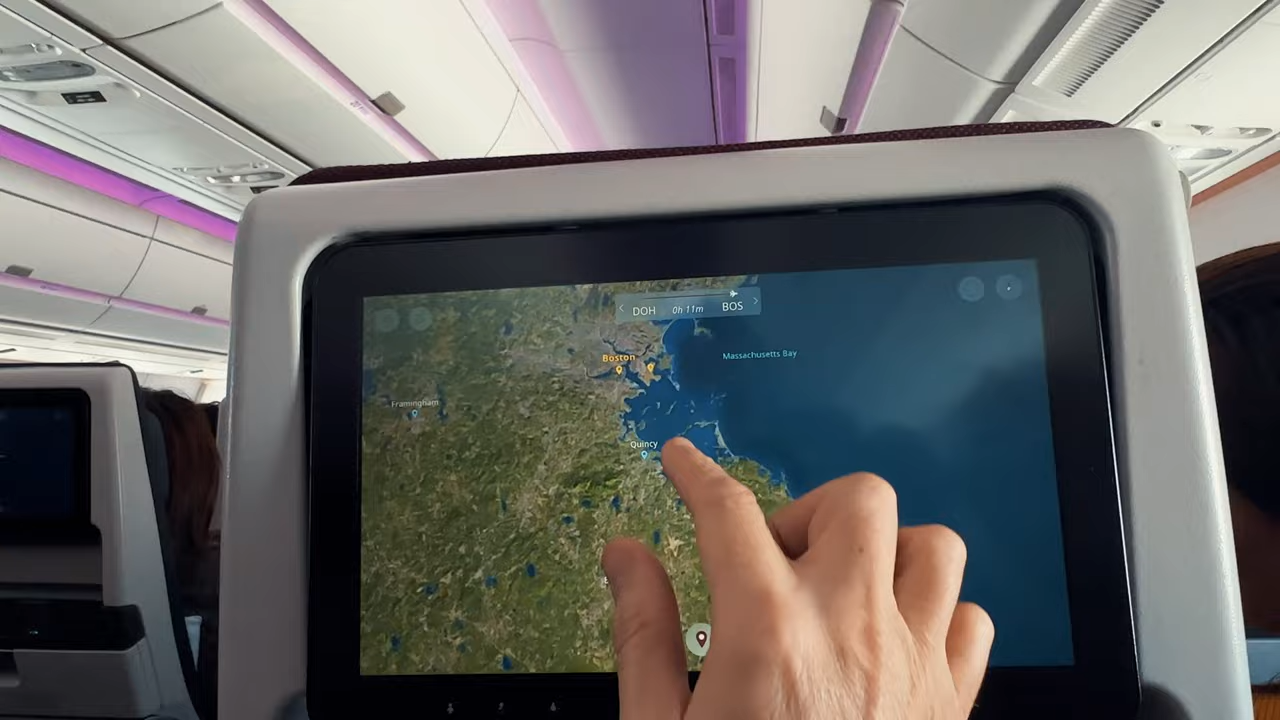 DOH 0h 11m BOS
Boston
Massachusetts Bay
Framingham
Quincy